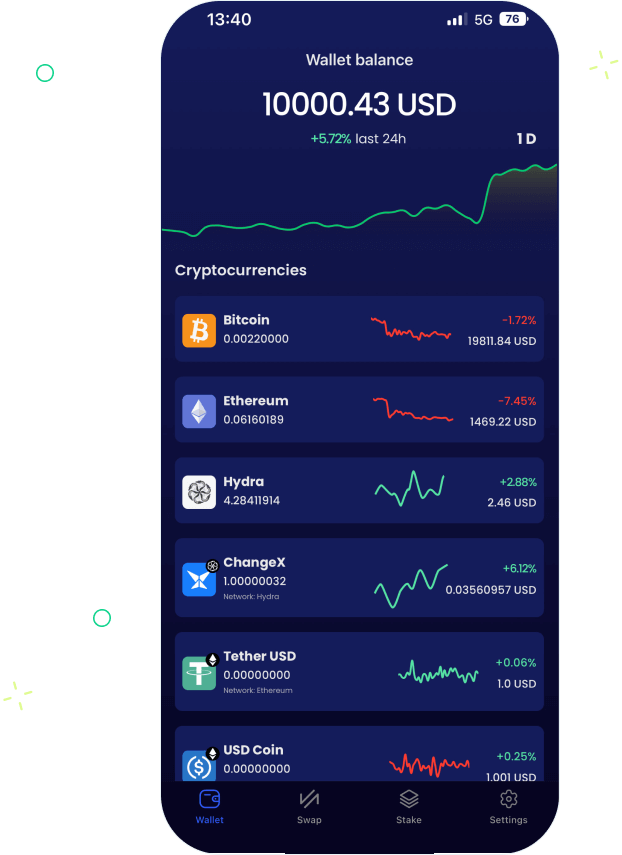 13:40
5G 76
Wallet balance
10000.43 USD
+5.72% last 24h
1 D
Cryptocurrencies
Bitcoin
0.00220000
-1.72%
19811.84 USD
Ethereum
0.06160189
-7.45%
1469.22 USD
Hydra
4.28411914
+2.88%
2.46 USD
ChangeX
1.00000032
Network: Hydra
+6.12%
0.03560957 USD
Tether USD
0.00000000
Network: Ethereum
+0.06%
1.0 USD
USD Coin
0.00000000
+0.25%
1.001 USD
Wallet
Swap
Stake
Settings